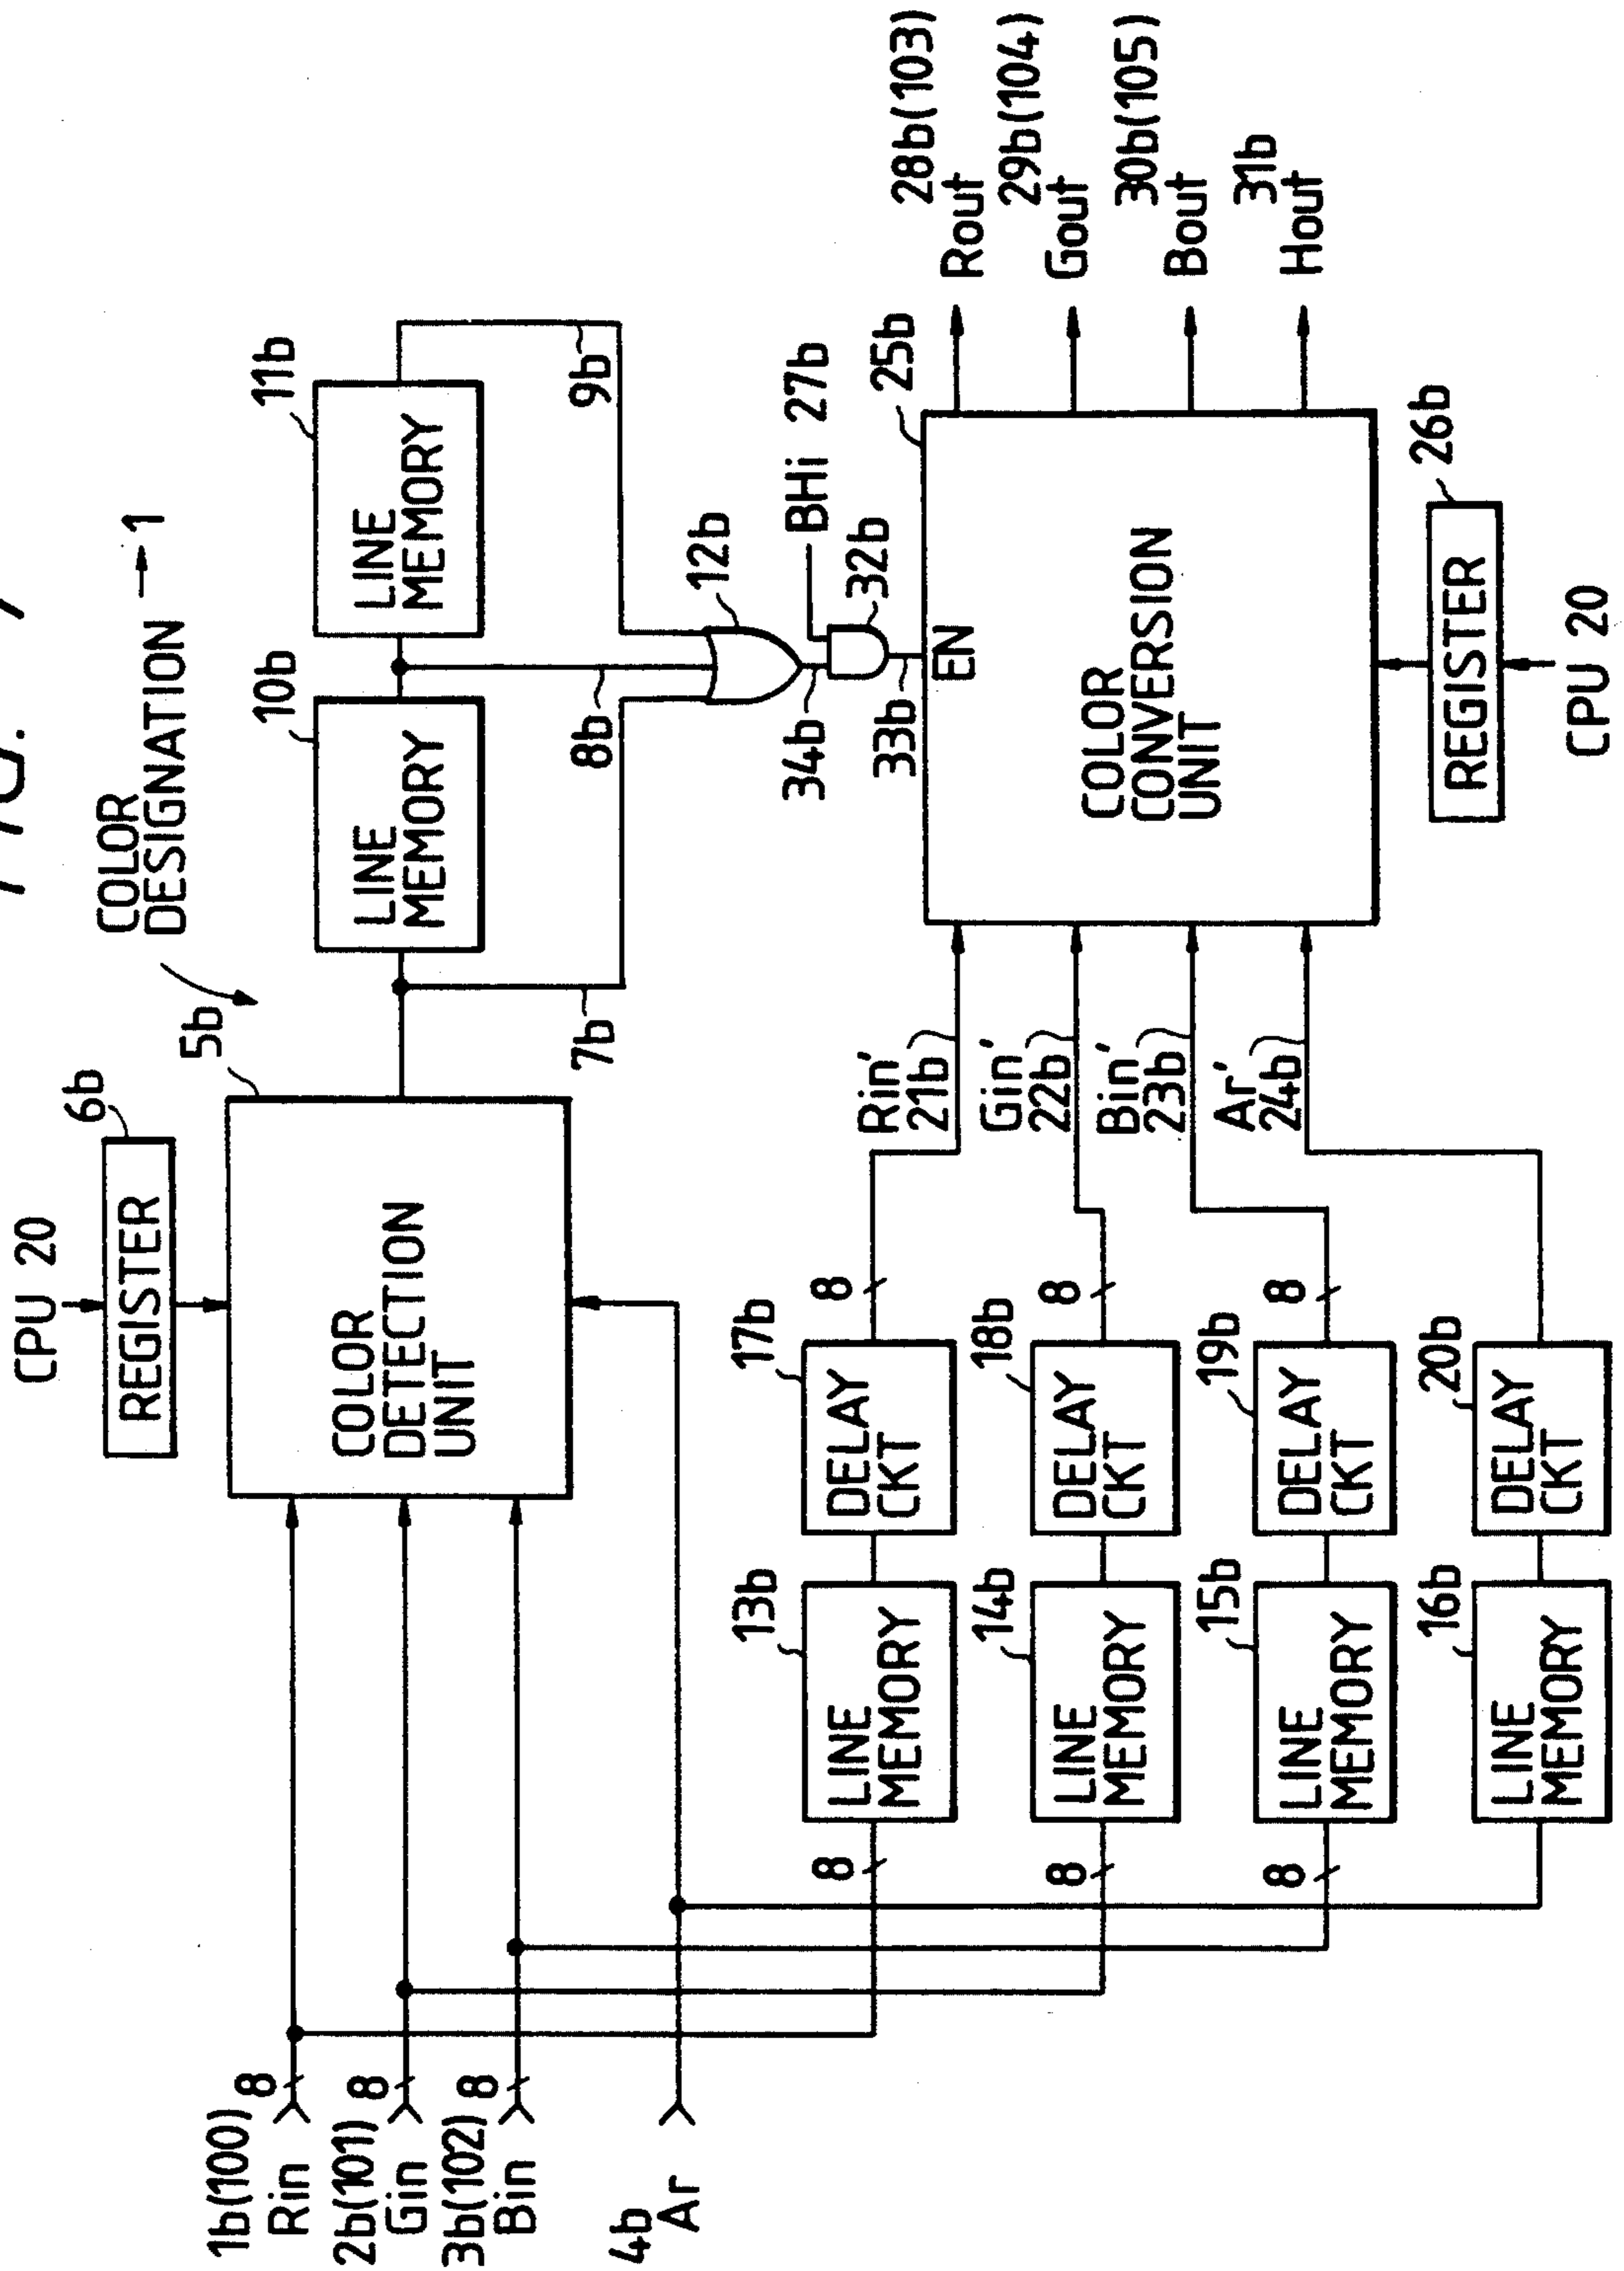 CPU 20
6b
REGISTER
5b
COLOR
DESIGNATION → 1
COLOR
DETECTION
UNIT
10b
LINE
MEMORY
11b
LINE
MEMORY
7b
8b
9b
12b
34b
BHi 27b
32b
33b
1b(100)
Rin
8
2b(101)
Gin
8
3b(102)
Bin
8
4b
Ar
8
13b
LINE
MEMORY
17b
DELAY
CKT
8
Rin'
21b
8
14b
LINE
MEMORY
18b
DELAY
CKT
8
Gin'
22b
8
15b
LINE
MEMORY
19b
DELAY
CKT
8
Bin'
23b
16b
LINE
MEMORY
20b
DELAY
CKT
Ar'
24b
25b
EN
COLOR
CONVERSION
UNIT
28b(103)
Rout
29b(104)
Gout
30b(105)
Bout
31b
Hout
26b
REGISTER
CPU 20